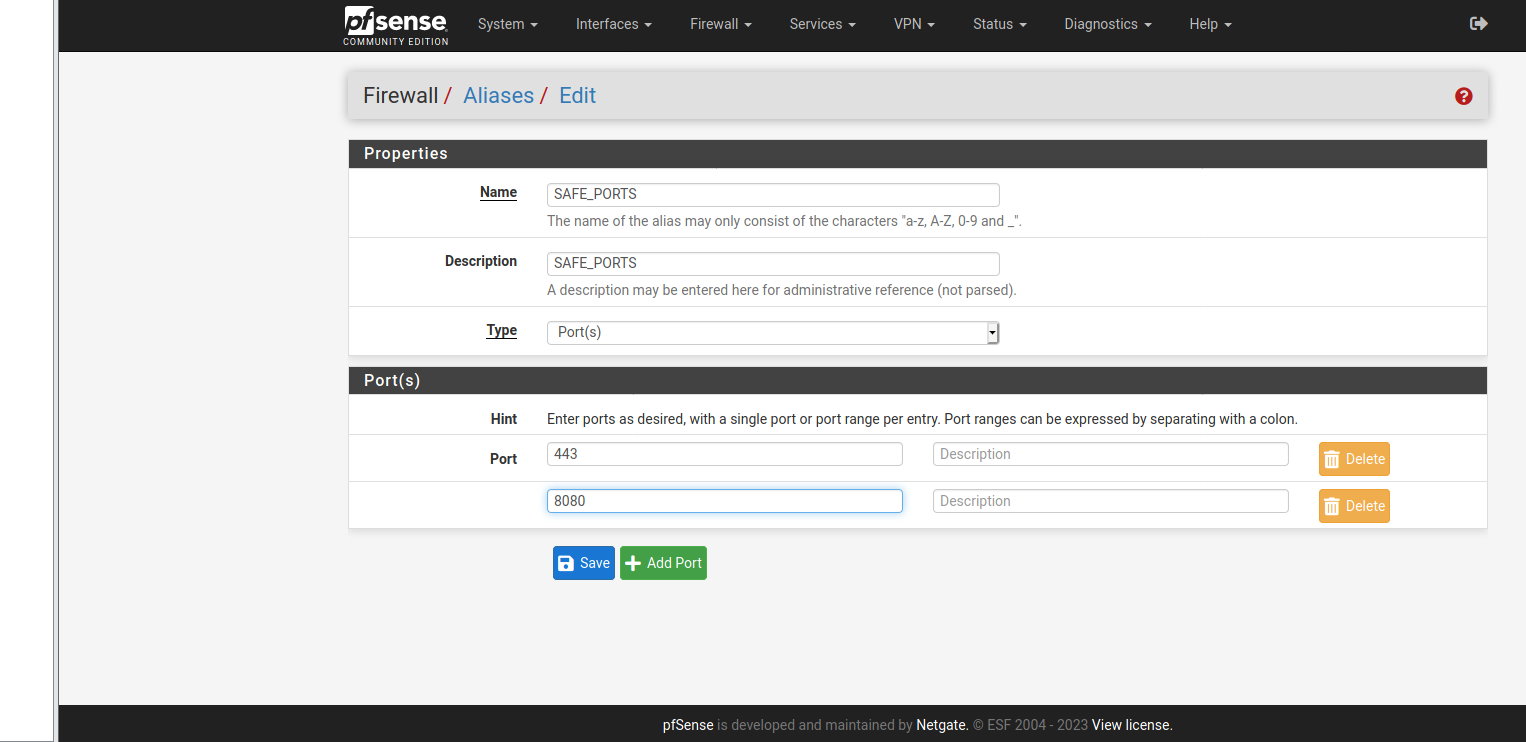 pfsense
COMMUNITY EDITION
System Interfaces Firewall Services VPN Status Diagnostics Help
Firewall / Aliases / Edit
Properties
Name SAFE_PORTS
The name of the alias may only consist of the characters "a-z, A-Z, 0-9 and _".
Description SAFE_PORTS
A description may be entered here for administrative reference (not parsed).
Type Port(s)
Port(s)
Hint Enter ports as desired, with a single port or port range per entry. Port ranges can be expressed by separating with a colon.
Port 443 Description Delete
8080 Description Delete
Save Add Port
pfSense is developed and maintained by Netgate. © ESF 2004 - 2023 View license.